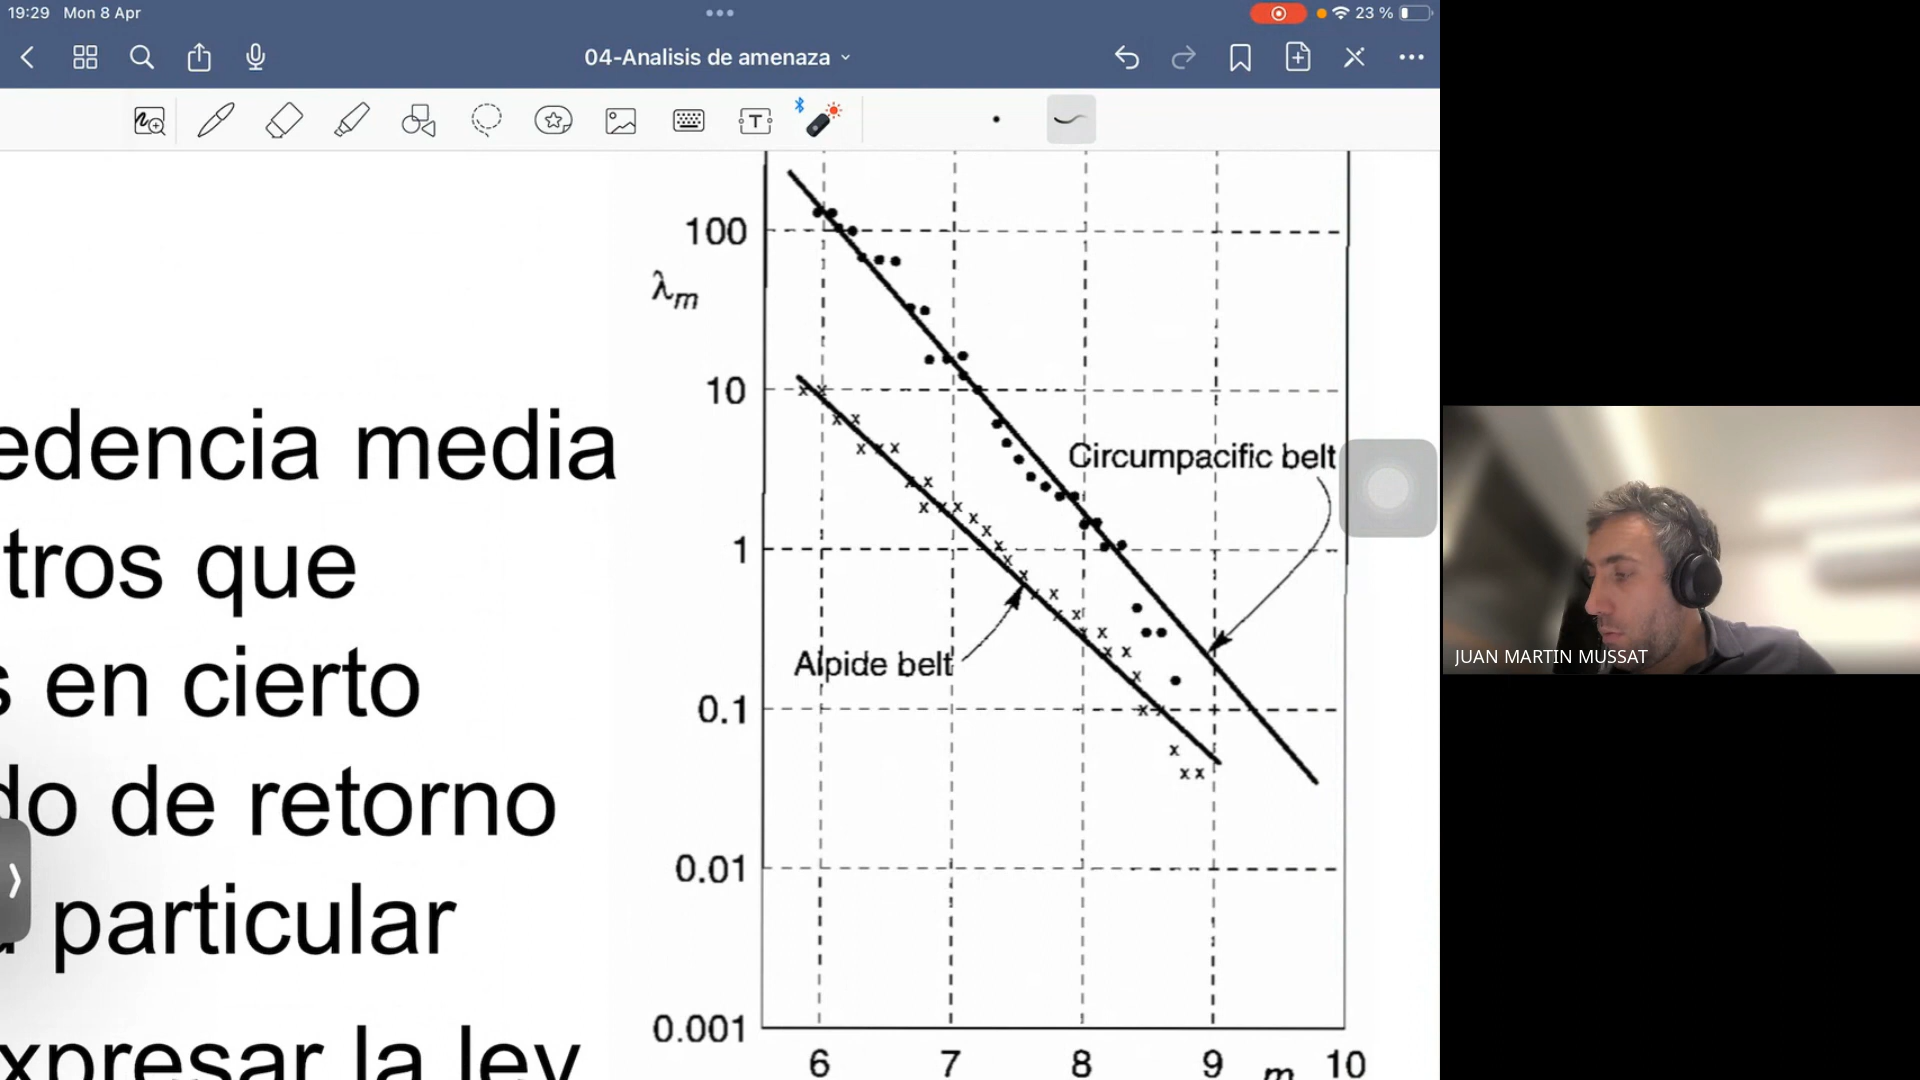 19:29 Mon 8 Apr
23 %
04-Analisis de amenaza
T
edencia media
tros que
s en cierto
do de retorno
particular
xpresar la ley
100
λm
10
Circumpacific belt
1
Alpide belt
0.1
0.01
0.001
6 7 8 9 m 10
JUAN MARTIN MUSSAT